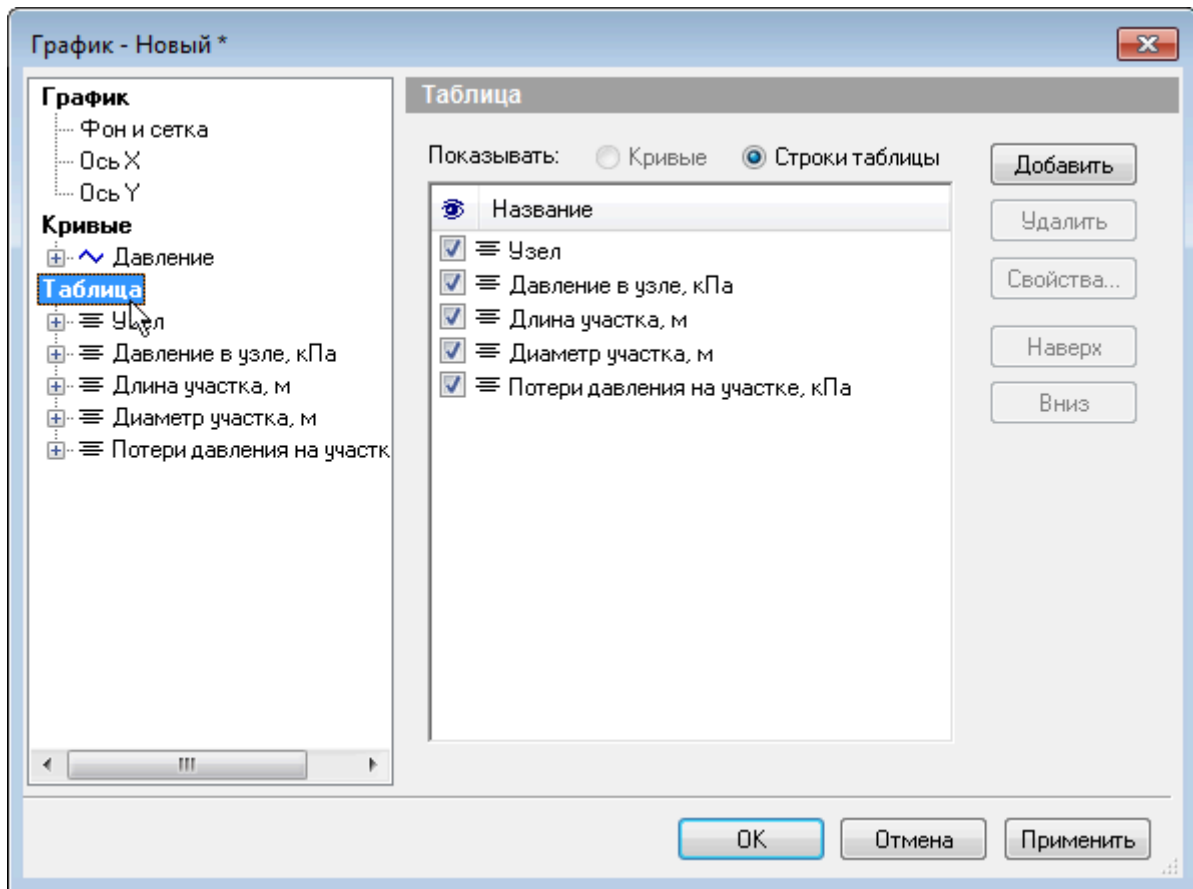 График - Новый *
График
Фон и сетка
Ось X
Ось Y
Кривые
Давление
Таблица
Узел
Давление в узле, кПа
Длина участка, м
Диаметр участка, м
Потери давления на участк
Таблица
Показывать: Кривые Строки таблицы
Название
Узел
Давление в узле, кПа
Длина участка, м
Диаметр участка, м
Потери давления на участке, кПа
Добавить
Удалить
Свойства...
Наверх
Вниз
OK Отмена Применить